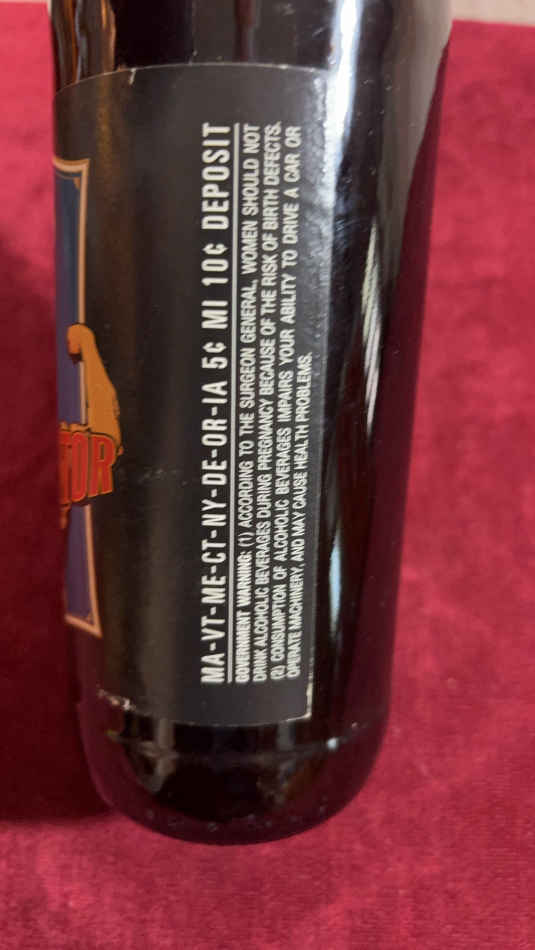 MA-VT-ME-CT-NY-DE-OR-IA 5¢ MI 10¢ DEPOSIT
GOVERNMENT WARNING: (1) ACCORDING TO THE SURGEON GENERAL, WOMEN SHOULD NOT
DRINK ALCOHOLIC BEVERAGES DURING PREGNANCY BECAUSE OF THE RISK OF BIRTH DEFECTS.
(2) CONSUMPTION OF ALCOHOLIC BEVERAGES IMPAIRS YOUR ABILITY TO DRIVE A CAR OR
OPERATE MACHINERY, AND MAY CAUSE HEALTH PROBLEMS.
TOR